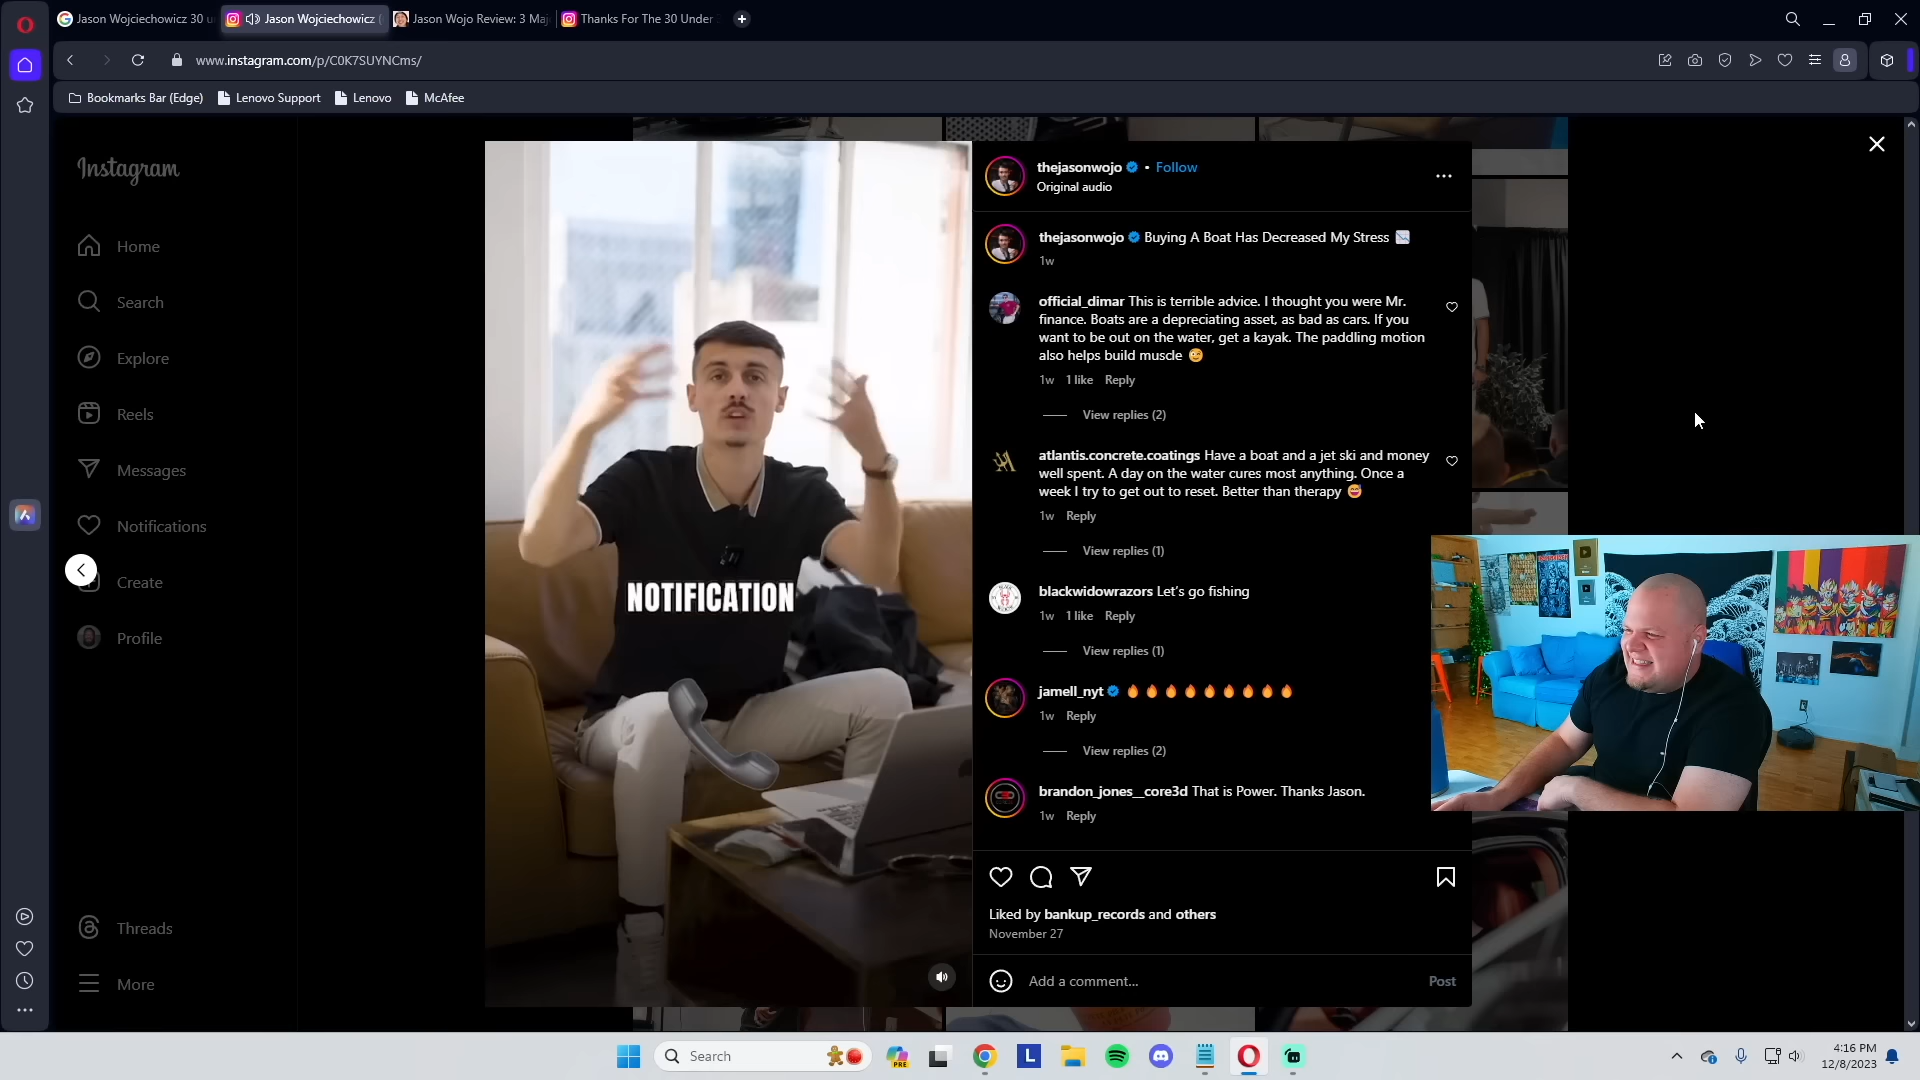 Jason Wojciechowicz 30 u
Jason Wojciechowicz (
Jason Wojo Review: 3 Maj
Thanks For The 30 Under
www.instagram.com/p/C0K7SUYNCms/
Bookmarks Bar (Edge)
Lenovo Support
Lenovo
McAfee
Instagram
Home
Search
Explore
Reels
Messages
Notifications
Create
Profile
Threads
More
NOTIFICATION
thejasonwojo • Follow
Original audio
thejasonwojo Buying A Boat Has Decreased My Stress
1w
official_dimar This is terrible advice. I thought you were Mr.
finance. Boats are a depreciating asset, as bad as cars. If you
want to be out on the water, get a kayak. The paddling motion
also helps build muscle 😉
1w 1 like Reply
View replies (2)
atlantis.concrete.coatings Have a boat and a jet ski and money
well spent. A day on the water cures most anything. Once a
week I try to get out to reset. Better than therapy 😅
1w Reply
View replies (1)
blackwidowrazors Let's go fishing
1w 1 like Reply
View replies (1)
jamell_nyt 🔥🔥🔥🔥🔥🔥🔥🔥🔥
1w Reply
View replies (2)
brandon_jones__core3d That is Power. Thanks Jason.
1w Reply
Liked by bankup_records and others
November 27
Add a comment...
Post
Search
PRE
L
4:16 PM
12/8/2023